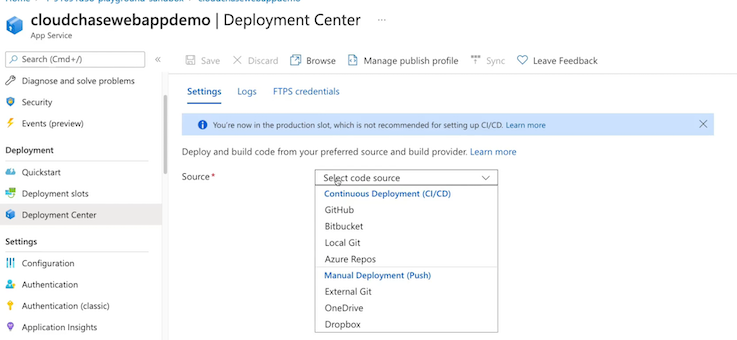 cloudchasewebappdemo | Deployment Center ...
App Service
Search (Cmd+/)
«
Save
Discard
Browse
Manage publish profile
Sync
Leave Feedback
Diagnose and solve problems
Security
Events (preview)
Deployment
Quickstart
Deployment slots
Deployment Center
Settings
Configuration
Authentication
Authentication (classic)
Application Insights
Settings
Logs
FTPS credentials
You're now in the production slot, which is not recommended for setting up CI/CD. Learn more
Deploy and build code from your preferred source and build provider. Learn more
Source*
Select code source
Continuous Deployment (CI/CD)
GitHub
Bitbucket
Local Git
Azure Repos
Manual Deployment (Push)
External Git
OneDrive
Dropbox